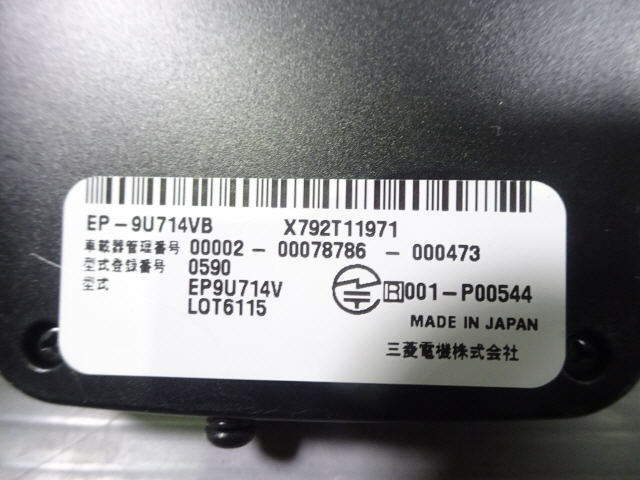 EP-9U714VB X792T11971
車載器管理番号 00002-00078786-000473
型式登録番号 0590
型式 EP9U714V
LOT6115
R 001-P00544
MADE IN JAPAN
三菱電機株式会社